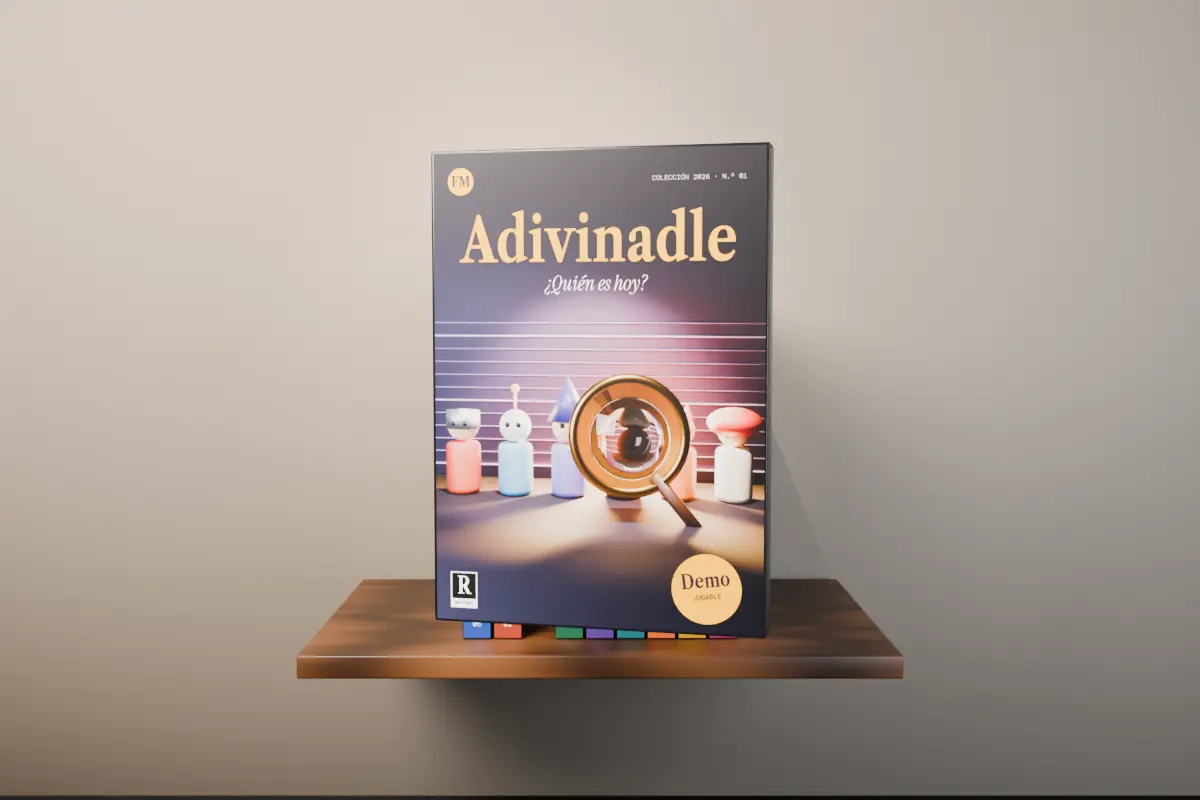 FM
COLECCIÓN 2026 · N.º 01
Adivinadle
¿Quién es hoy?
R
Demo
JUGABLE